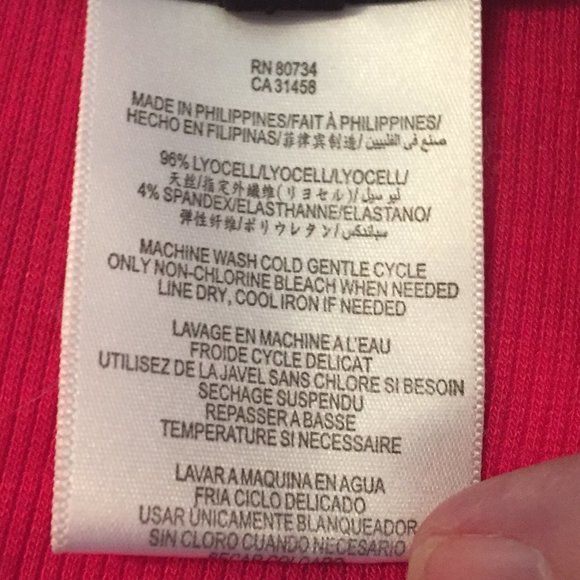 RN 80734
CA 31458
MADE IN PHILIPPINES/FAIT À PHILIPPINES/
HECHO EN FILIPINAS/菲律宾制造/صنع في الفلبين
96% LYOCELL/LYOCELL/LYOCELL/
天丝/指定外繊維(リヨセル)/ليو سيل
4% SPANDEX/ELASTHANNE/ELASTANO/
弹性纤维/ポリウレタン/سباندكس
MACHINE WASH COLD GENTLE CYCLE
ONLY NON-CHLORINE BLEACH WHEN NEEDED
LINE DRY, COOL IRON IF NEEDED
LAVAGE EN MACHINE A L'EAU
FROIDE CYCLE DELICAT
UTILISEZ DE LA JAVEL SANS CHLORE SI BESOIN
SECHAGE SUSPENDU
REPASSER A BASSE
TEMPERATURE SI NECESSAIRE
LAVAR A MAQUINA EN AGUA
FRIA CICLO DELICADO
USAR UNICAMENTE BLANQUEADOR
SIN CLORO CUANDO NECESARIO
SECAR COLGADO